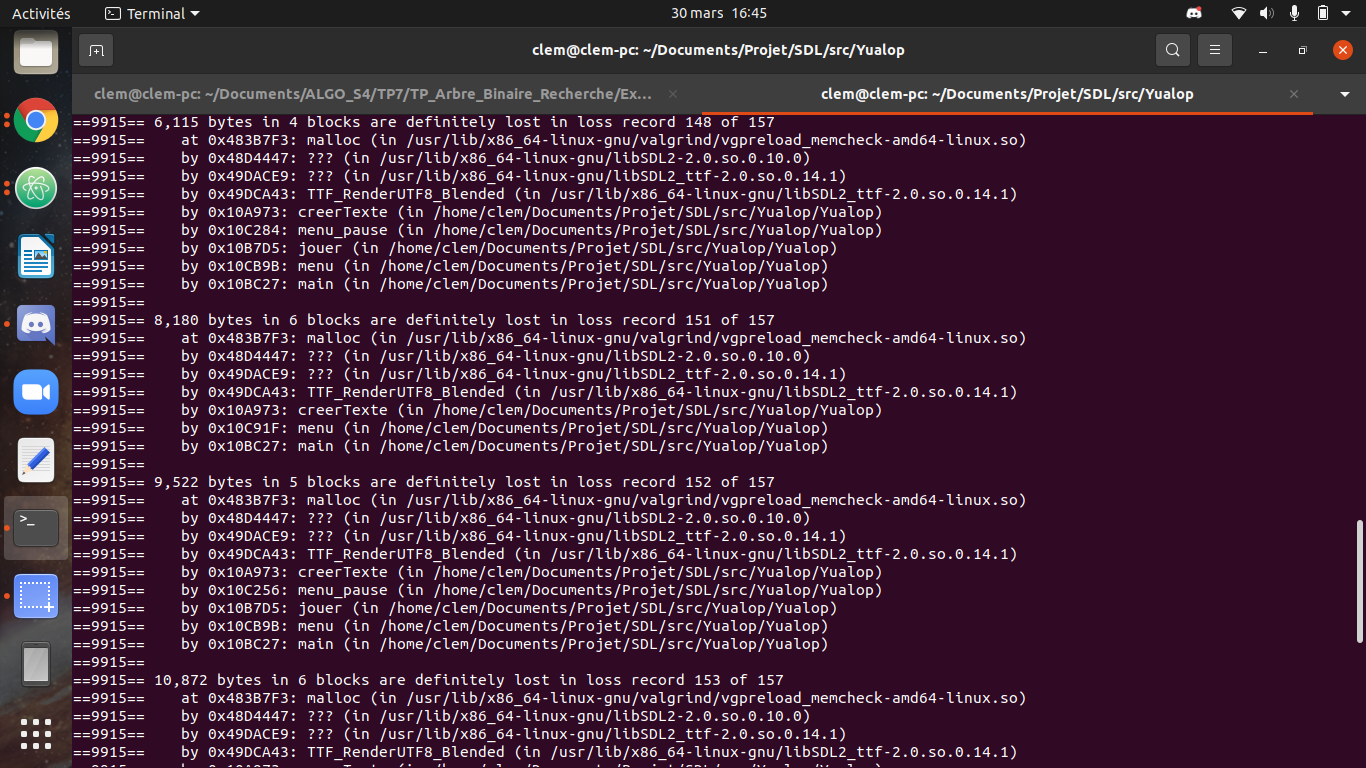 Activités
Terminal
30 mars 16:45
clem@clem-pc: ~/Documents/Projet/SDL/src/Yualop
clem@clem-pc: ~/Documents/ALGO_S4/TP7/TP_Arbre_Binaire_Recherche/Ex...
clem@clem-pc: ~/Documents/Projet/SDL/src/Yualop
==9915== 6,115 bytes in 4 blocks are definitely lost in loss record 148 of 157
==9915==    at 0x483B7F3: malloc (in /usr/lib/x86_64-linux-gnu/valgrind/vgpreload_memcheck-amd64-linux.so)
==9915==    by 0x48D4447: ??? (in /usr/lib/x86_64-linux-gnu/libSDL2-2.0.so.0.10.0)
==9915==    by 0x49DACE9: ??? (in /usr/lib/x86_64-linux-gnu/libSDL2_ttf-2.0.so.0.14.1)
==9915==    by 0x49DCA43: TTF_RenderUTF8_Blended (in /usr/lib/x86_64-linux-gnu/libSDL2_ttf-2.0.so.0.14.1)
==9915==    by 0x10A973: creerTexte (in /home/clem/Documents/Projet/SDL/src/Yualop/Yualop)
==9915==    by 0x10C284: menu_pause (in /home/clem/Documents/Projet/SDL/src/Yualop/Yualop)
==9915==    by 0x10B7D5: jouer (in /home/clem/Documents/Projet/SDL/src/Yualop/Yualop)
==9915==    by 0x10CB9B: menu (in /home/clem/Documents/Projet/SDL/src/Yualop/Yualop)
==9915==    by 0x10BC27: main (in /home/clem/Documents/Projet/SDL/src/Yualop/Yualop)
==9915==
==9915== 8,180 bytes in 6 blocks are definitely lost in loss record 151 of 157
==9915==    at 0x483B7F3: malloc (in /usr/lib/x86_64-linux-gnu/valgrind/vgpreload_memcheck-amd64-linux.so)
==9915==    by 0x48D4447: ??? (in /usr/lib/x86_64-linux-gnu/libSDL2-2.0.so.0.10.0)
==9915==    by 0x49DACE9: ??? (in /usr/lib/x86_64-linux-gnu/libSDL2_ttf-2.0.so.0.14.1)
==9915==    by 0x49DCA43: TTF_RenderUTF8_Blended (in /usr/lib/x86_64-linux-gnu/libSDL2_ttf-2.0.so.0.14.1)
==9915==    by 0x10A973: creerTexte (in /home/clem/Documents/Projet/SDL/src/Yualop/Yualop)
==9915==    by 0x10C91F: menu (in /home/clem/Documents/Projet/SDL/src/Yualop/Yualop)
==9915==    by 0x10BC27: main (in /home/clem/Documents/Projet/SDL/src/Yualop/Yualop)
==9915==
==9915== 9,522 bytes in 5 blocks are definitely lost in loss record 152 of 157
==9915==    at 0x483B7F3: malloc (in /usr/lib/x86_64-linux-gnu/valgrind/vgpreload_memcheck-amd64-linux.so)
==9915==    by 0x48D4447: ??? (in /usr/lib/x86_64-linux-gnu/libSDL2-2.0.so.0.10.0)
==9915==    by 0x49DACE9: ??? (in /usr/lib/x86_64-linux-gnu/libSDL2_ttf-2.0.so.0.14.1)
==9915==    by 0x49DCA43: TTF_RenderUTF8_Blended (in /usr/lib/x86_64-linux-gnu/libSDL2_ttf-2.0.so.0.14.1)
==9915==    by 0x10A973: creerTexte (in /home/clem/Documents/Projet/SDL/src/Yualop/Yualop)
==9915==    by 0x10C256: menu_pause (in /home/clem/Documents/Projet/SDL/src/Yualop/Yualop)
==9915==    by 0x10B7D5: jouer (in /home/clem/Documents/Projet/SDL/src/Yualop/Yualop)
==9915==    by 0x10CB9B: menu (in /home/clem/Documents/Projet/SDL/src/Yualop/Yualop)
==9915==    by 0x10BC27: main (in /home/clem/Documents/Projet/SDL/src/Yualop/Yualop)
==9915==
==9915== 10,872 bytes in 6 blocks are definitely lost in loss record 153 of 157
==9915==    at 0x483B7F3: malloc (in /usr/lib/x86_64-linux-gnu/valgrind/vgpreload_memcheck-amd64-linux.so)
==9915==    by 0x48D4447: ??? (in /usr/lib/x86_64-linux-gnu/libSDL2-2.0.so.0.10.0)
==9915==    by 0x49DACE9: ??? (in /usr/lib/x86_64-linux-gnu/libSDL2_ttf-2.0.so.0.14.1)
==9915==    by 0x49DCA43: TTF_RenderUTF8_Blended (in /usr/lib/x86_64-linux-gnu/libSDL2_ttf-2.0.so.0.14.1)